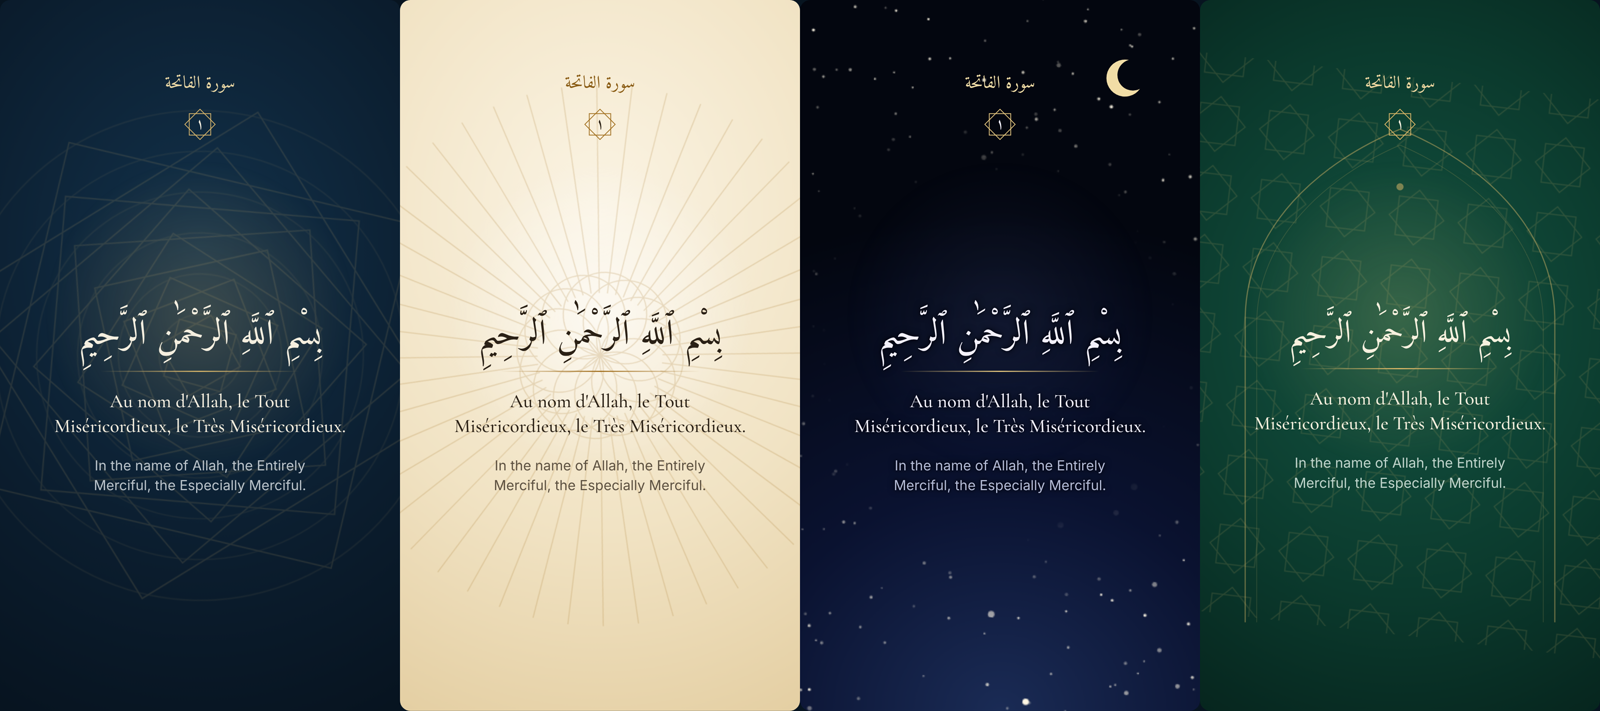 سورة الفاتحة
١
بِسْمِ ٱللَّهِ ٱلرَّحْمَٰنِ ٱلرَّحِيمِ
Au nom d'Allah, le Tout
Miséricordieux, le Très Miséricordieux.
In the name of Allah, the Entirely
Merciful, the Especially Merciful.
سورة الفاتحة
١
بِسْمِ ٱللَّهِ ٱلرَّحْمَٰنِ ٱلرَّحِيمِ
Au nom d'Allah, le Tout
Miséricordieux, le Très Miséricordieux.
In the name of Allah, the Entirely
Merciful, the Especially Merciful.
سورة الفاتحة
١
بِسْمِ ٱللَّهِ ٱلرَّحْمَٰنِ ٱلرَّحِيمِ
Au nom d'Allah, le Tout
Miséricordieux, le Très Miséricordieux.
In the name of Allah, the Entirely
Merciful, the Especially Merciful.
سورة الفاتحة
١
بِسْمِ ٱللَّهِ ٱلرَّحْمَٰنِ ٱلرَّحِيمِ
Au nom d'Allah, le Tout
Miséricordieux, le Très Miséricordieux.
In the name of Allah, the Entirely
Merciful, the Especially Merciful.